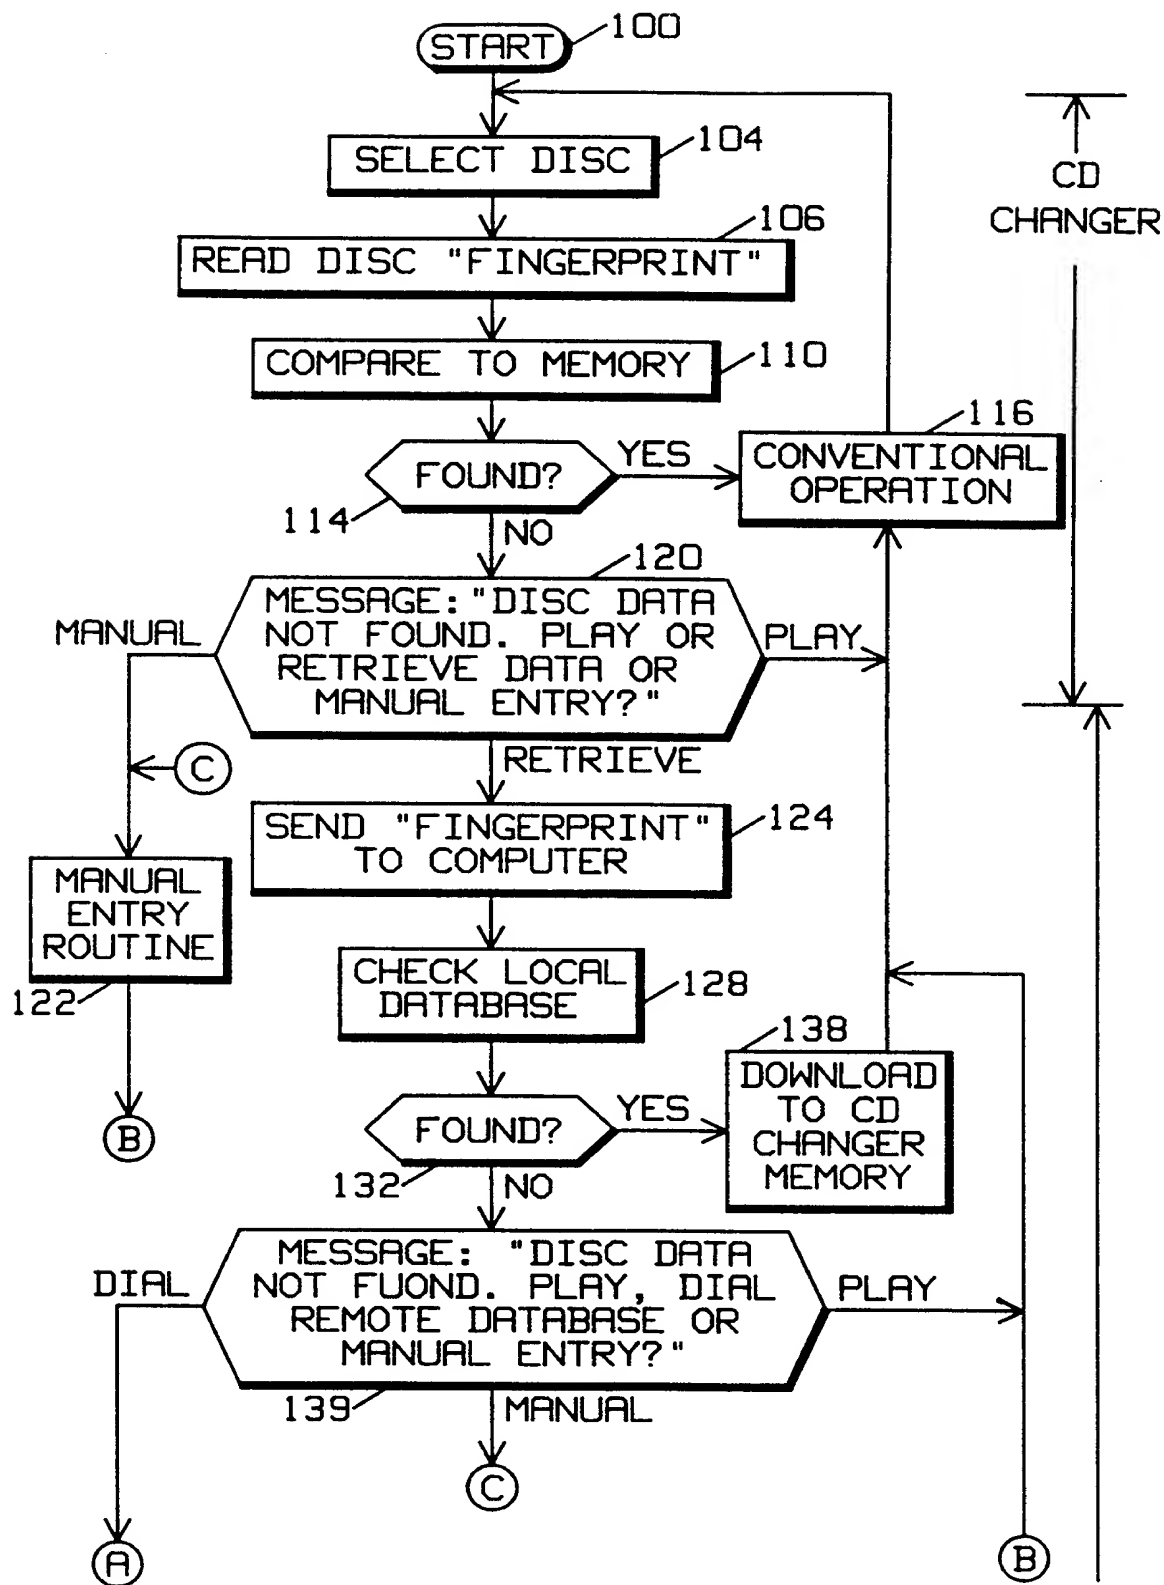 START
100
SELECT DISC
104
CD
CHANGER
106
READ DISC "FINGERPRINT"
COMPARE TO MEMORY
110
116
FOUND?
YES
CONVENTIONAL
OPERATION
114
NO
120
MESSAGE: "DISC DATA
NOT FOUND. PLAY OR
RETRIEVE DATA OR
MANUAL ENTRY?"
MANUAL
PLAY
RETRIEVE
C
SEND "FINGERPRINT"
TO COMPUTER
124
MANUAL
ENTRY
ROUTINE
122
CHECK LOCAL
DATABASE
128
138
DOWNLOAD
TO CD
CHANGER
MEMORY
B
FOUND?
YES
132
NO
MESSAGE: "DISC DATA
NOT FUOND. PLAY, DIAL
REMOTE DATABASE OR
MANUAL ENTRY?"
DIAL
PLAY
139
MANUAL
C
A
B